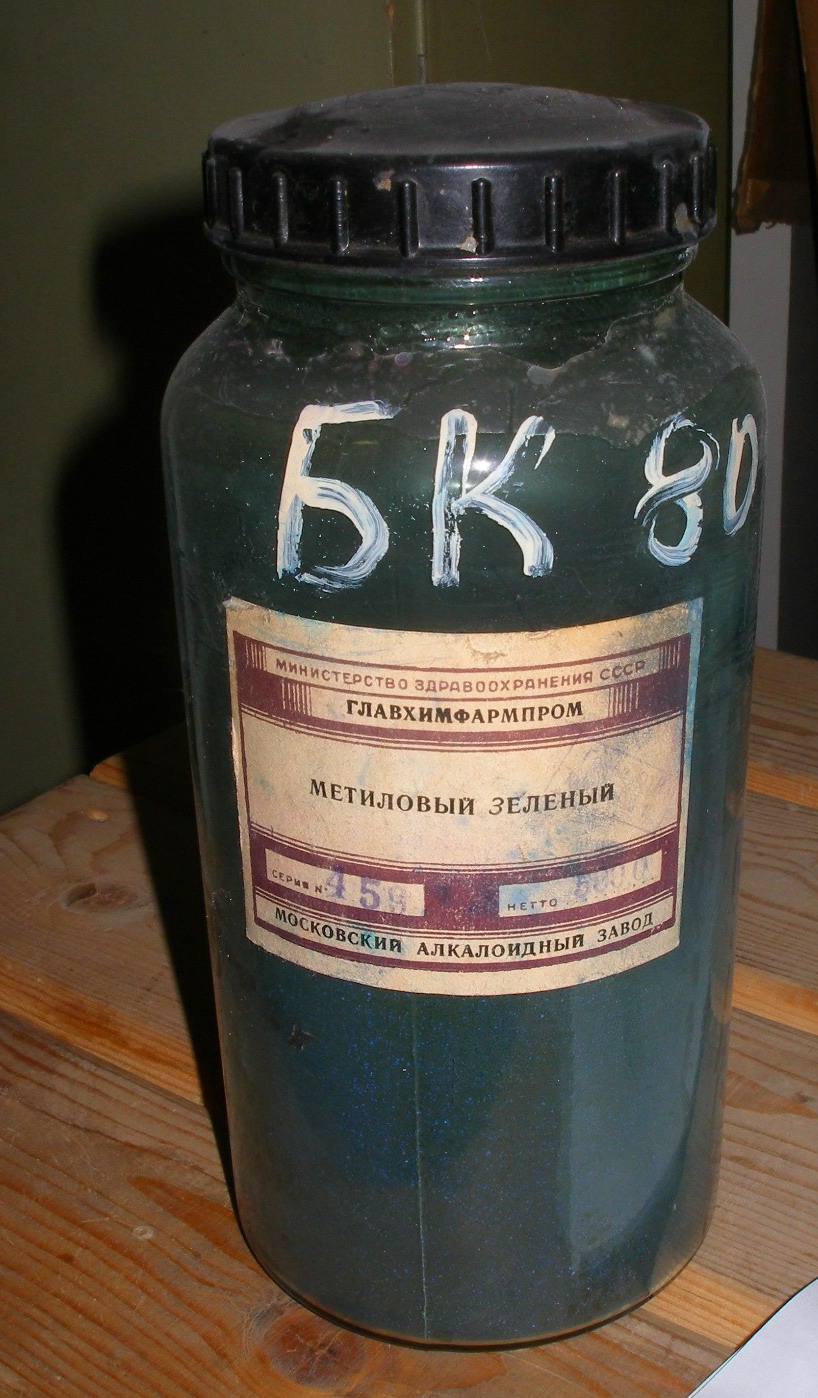 БК 80
МИНИСТЕРСТВО ЗДРАВООХРАНЕНИЯ СССР
ГЛАВХИМФАРМПРОМ
МЕТИЛОВЫЙ ЗЕЛЕНЫЙ
СЕРИЯ № НЕТТО
МОСКОВСКИЙ АЛКАЛОИДНЫЙ ЗАВОД